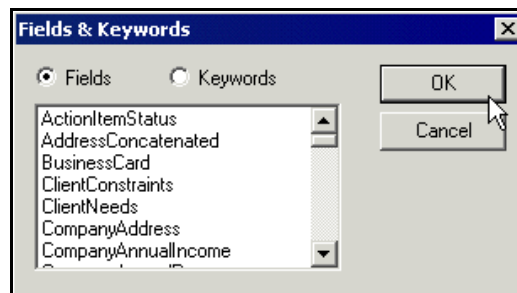 Fields & Keywords
Fields Keywords
OK
Cancel
ActionItemStatus
AddressConcatenated
BusinessCard
ClientConstraints
ClientNeeds
CompanyAddress
CompanyAnnualIncome